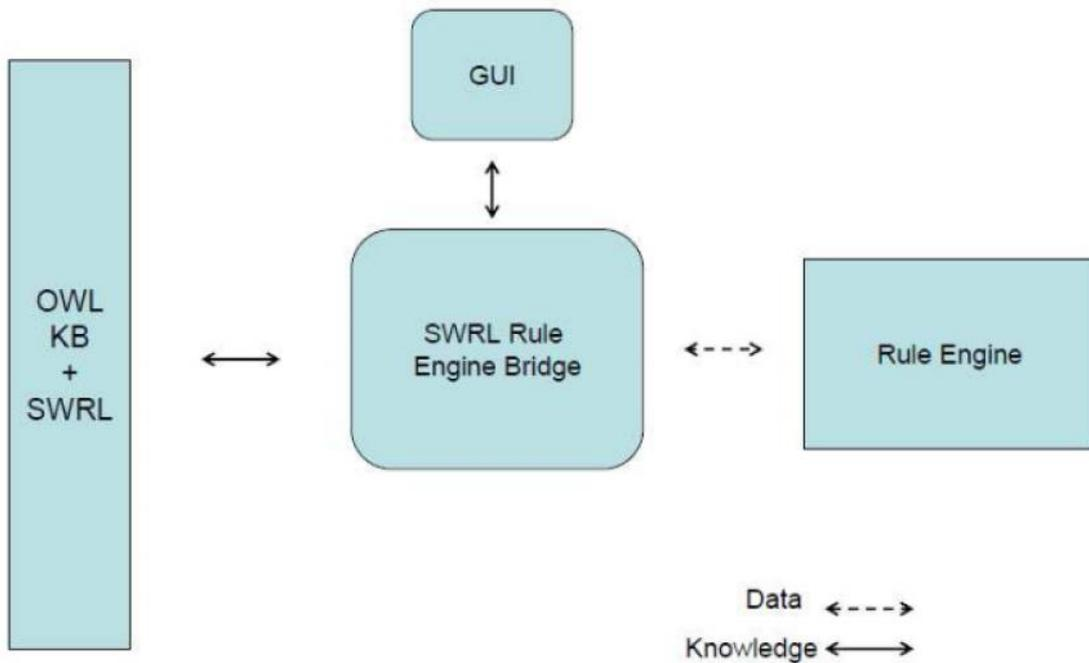 GUI
OWL
KB
+
SWRL
SWRL Rule
Engine Bridge
Rule Engine
Data
Knowledge